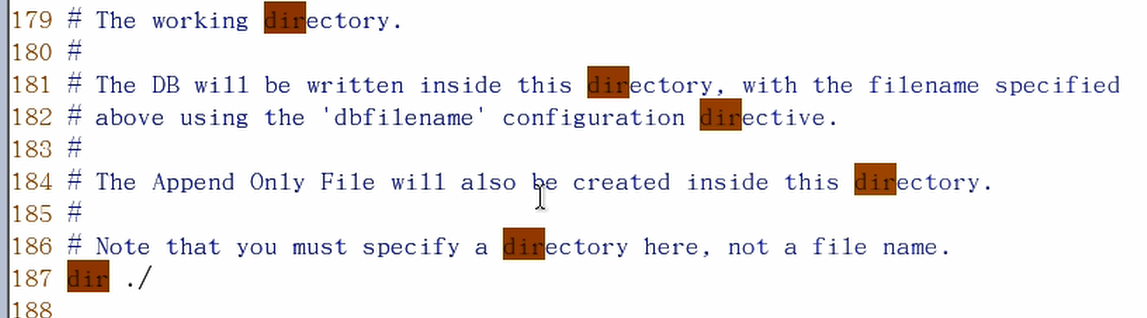 179 # The working directory.
180 #
181 # The DB will be written inside this directory, with the filename specified
182 # above using the 'dbfilename' configuration directive.
183 #
184 # The Append Only File will also be created inside this directory.
185 #
186 # Note that you must specify a directory here, not a file name.
187 dir ./
188